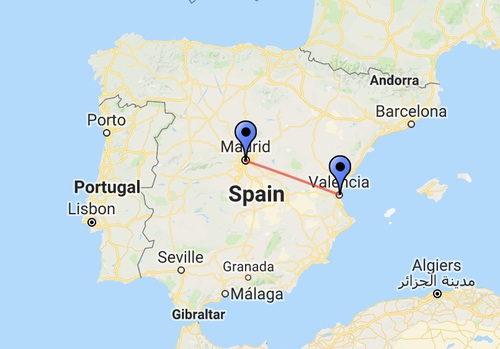 Andorra
Barcelona
Porto
Madrid
Valencia
Portugal
Spain
Lisbon
Seville
Granada
Málaga
Gibraltar
Algiers
مدينة الجزائر